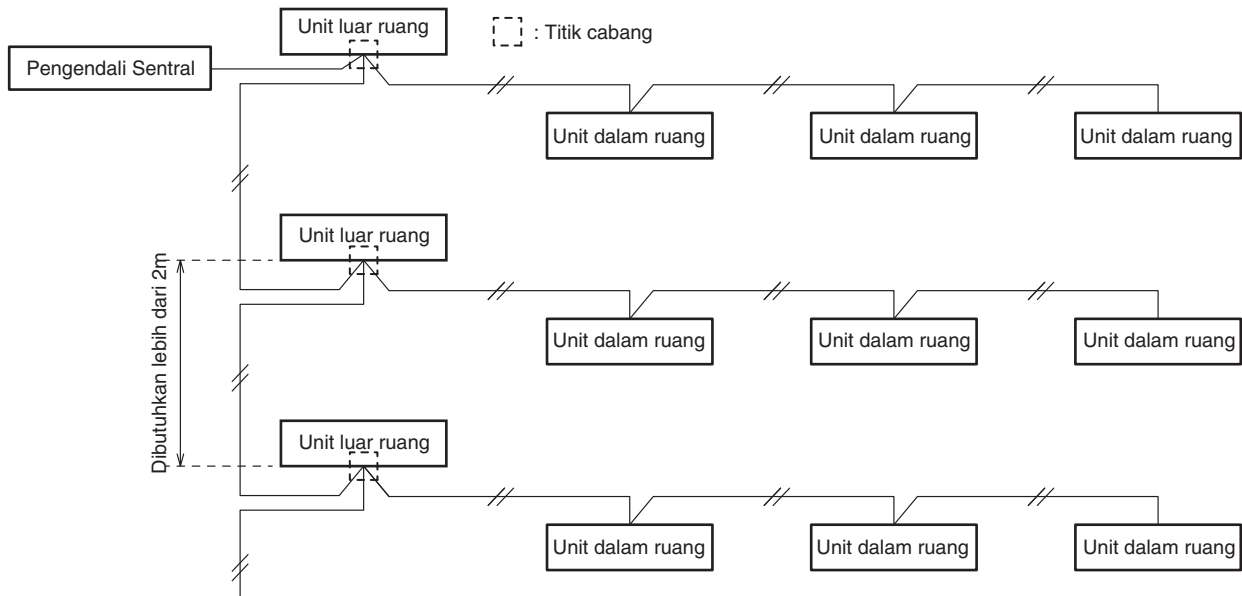 Unit luar ruang
: Titik cabang
Pengendali Sentral
Unit dalam ruang
Unit dalam ruang
Unit dalam ruang
Unit luar ruang
Dibutuhkan lebih dari 2m
Unit dalam ruang
Unit dalam ruang
Unit dalam ruang
Unit luar ruang
Unit dalam ruang
Unit dalam ruang
Unit dalam ruang